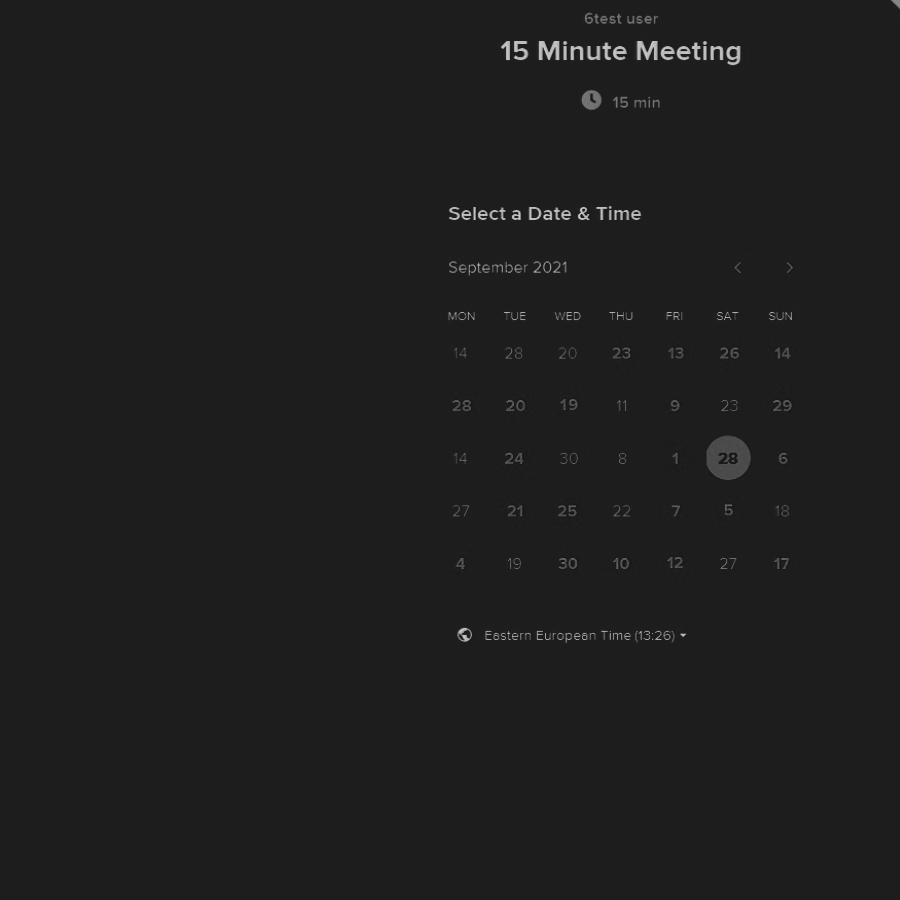 6test user
15 Minute Meeting
15 min
Select a Date & Time
September 2021
MON TUE WED THU FRI SAT SUN
14 28 20 23 13 26 14
28 20 19 11 9 23 29
14 24 30 8 1 28 6
27 21 25 22 7 5 18
4 19 30 10 12 27 17
Eastern European Time (13:26)